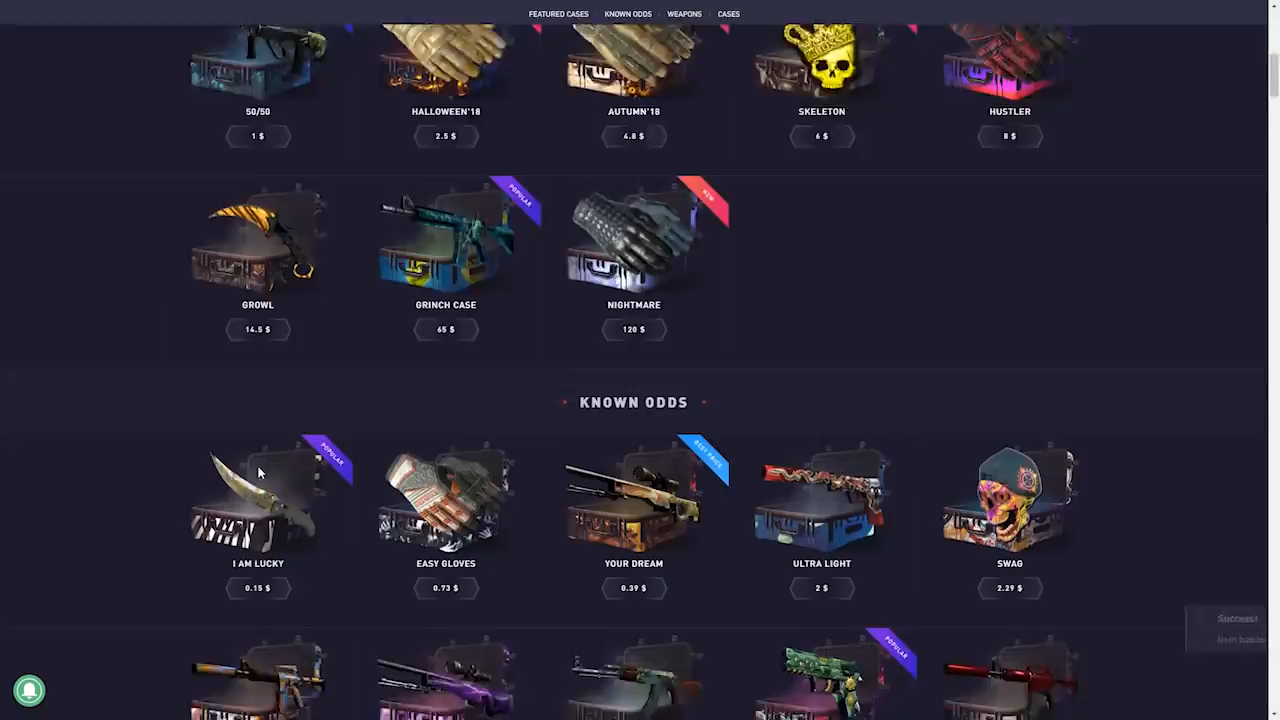 FEATURED CASES KNOWN ODDS WEAPONS CASES
50/50 HALLOWEEN'18 AUTUMN'18 SKELETON HUSTLER
1 $ 2.5 $ 4.8 $ 6 $ 8 $
POPULAR NEW
GROWL GRINCH CASE NIGHTMARE
14.5 $ 65 $ 120 $
KNOWN ODDS
POPULAR BEST PRICE
I AM LUCKY EASY GLOVES YOUR DREAM ULTRA LIGHT SWAG
0.15 $ 0.73 $ 0.39 $ 2 $ 2.29 $
Success!
POPULAR